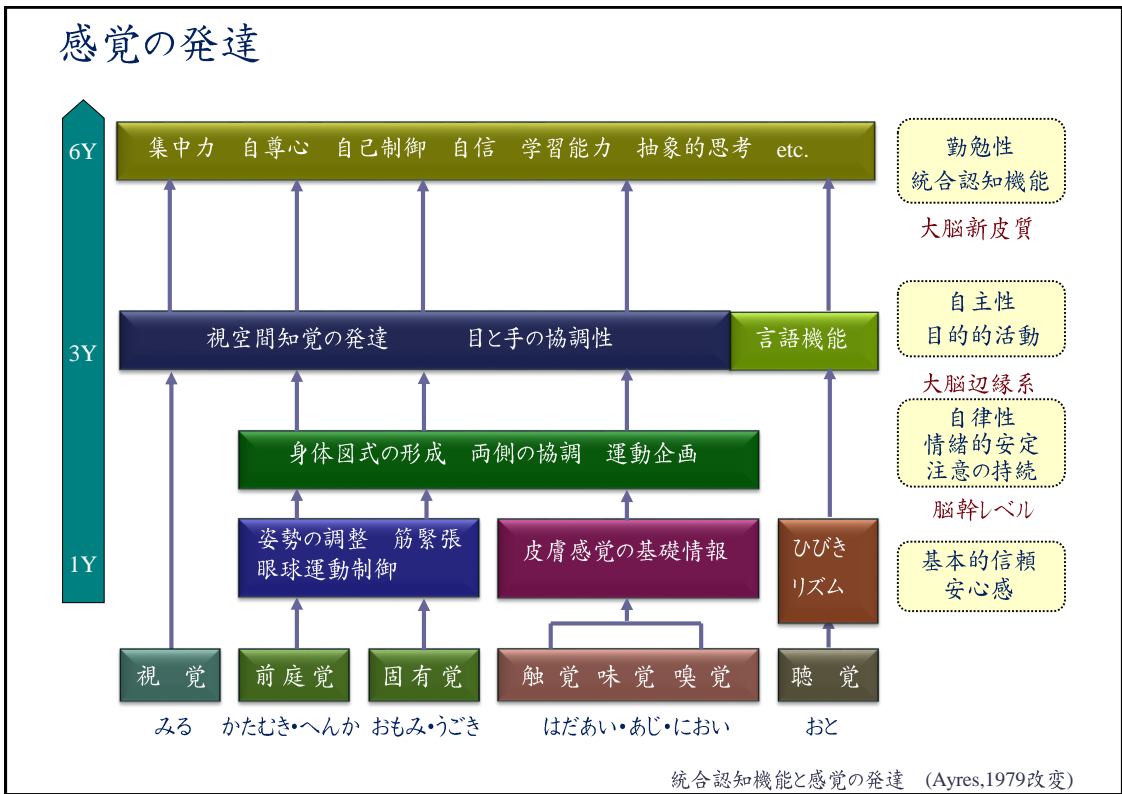 感覚の発達
6Y
集中力 自尊心 自己制御 自信 学習能力 抽象的思考 etc.
勤勉性
統合認知機能
大脳新皮質
3Y
視空間知覚の発達 目と手の協調性
言語機能
自主性
目的的活動
大脳辺縁系
身体図式の形成 両側の協調 運動企画
自律性
情緒的安定
注意の持続
脳幹レベル
1Y
姿勢の調整 筋緊張
眼球運動制御
皮膚感覚の基礎情報
ひびき
リズム
基本的信頼
安心感
視 覚
前庭覚
固有覚
触 覚 味 覚 嗅 覚
聴 覚
みる
かたむき・へんか
おもみ・うごき
はだあい・あじ・におい
おと
統合認知機能と感覚の発達 (Ayres,1979改変)